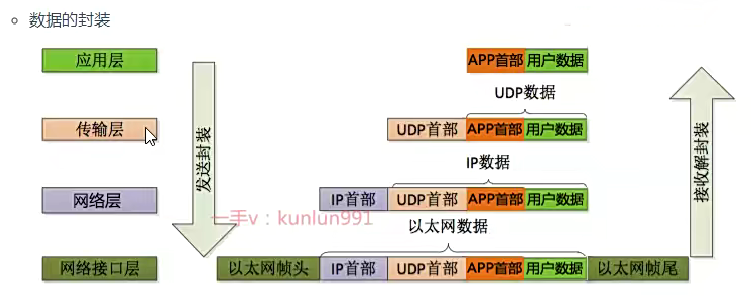 数据的封装
应用层 APP首部 用户数据
UDP数据
传输层 UDP首部 APP首部 用户数据
发送封装
接收解封装
IP数据
网络层 IP首部 UDP首部 APP首部 用户数据
一手v：kunlun991
以太网数据
网络接口层 以太网帧头 IP首部 UDP首部 APP首部 用户数据 以太网帧尾